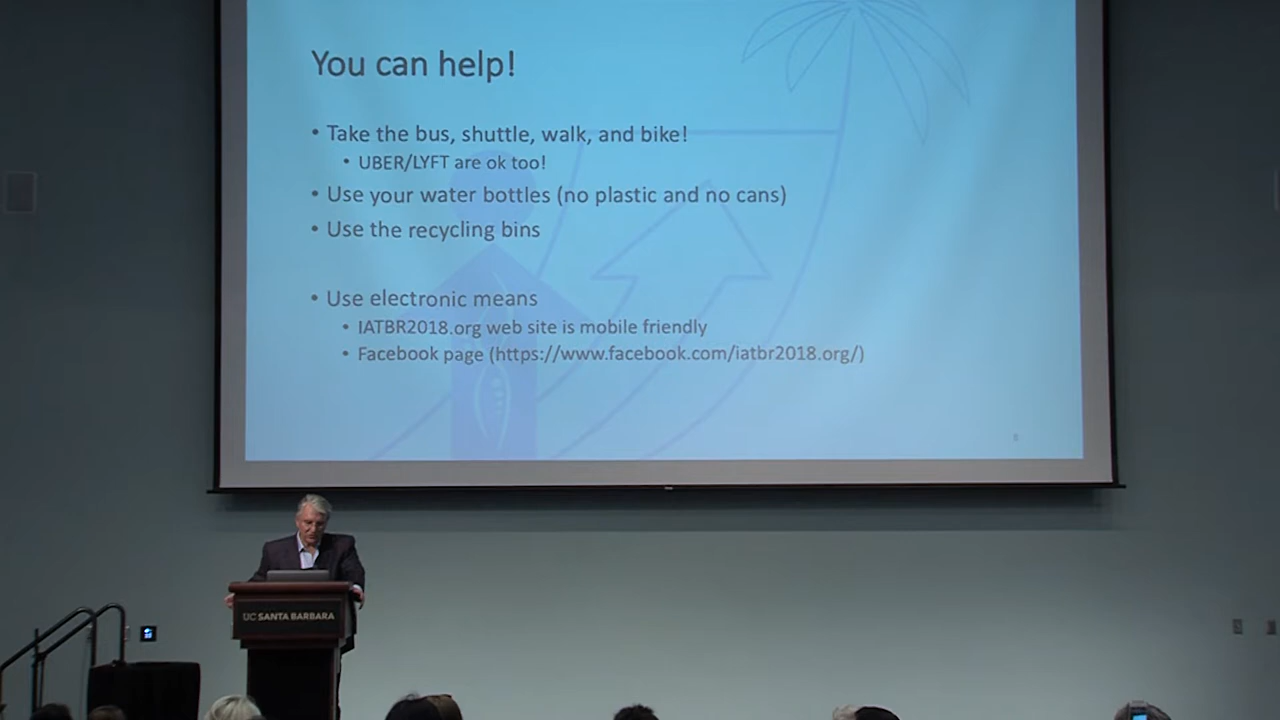 You can help!
• Take the bus, shuttle, walk, and bike!
• UBER/LYFT are ok too!
• Use your water bottles (no plastic and no cans)
• Use the recycling bins
• Use electronic means
• IATBR2018.org web site is mobile friendly
• Facebook page (https://www.facebook.com/iatbr2018.org/)
UC SANTA BARBARA